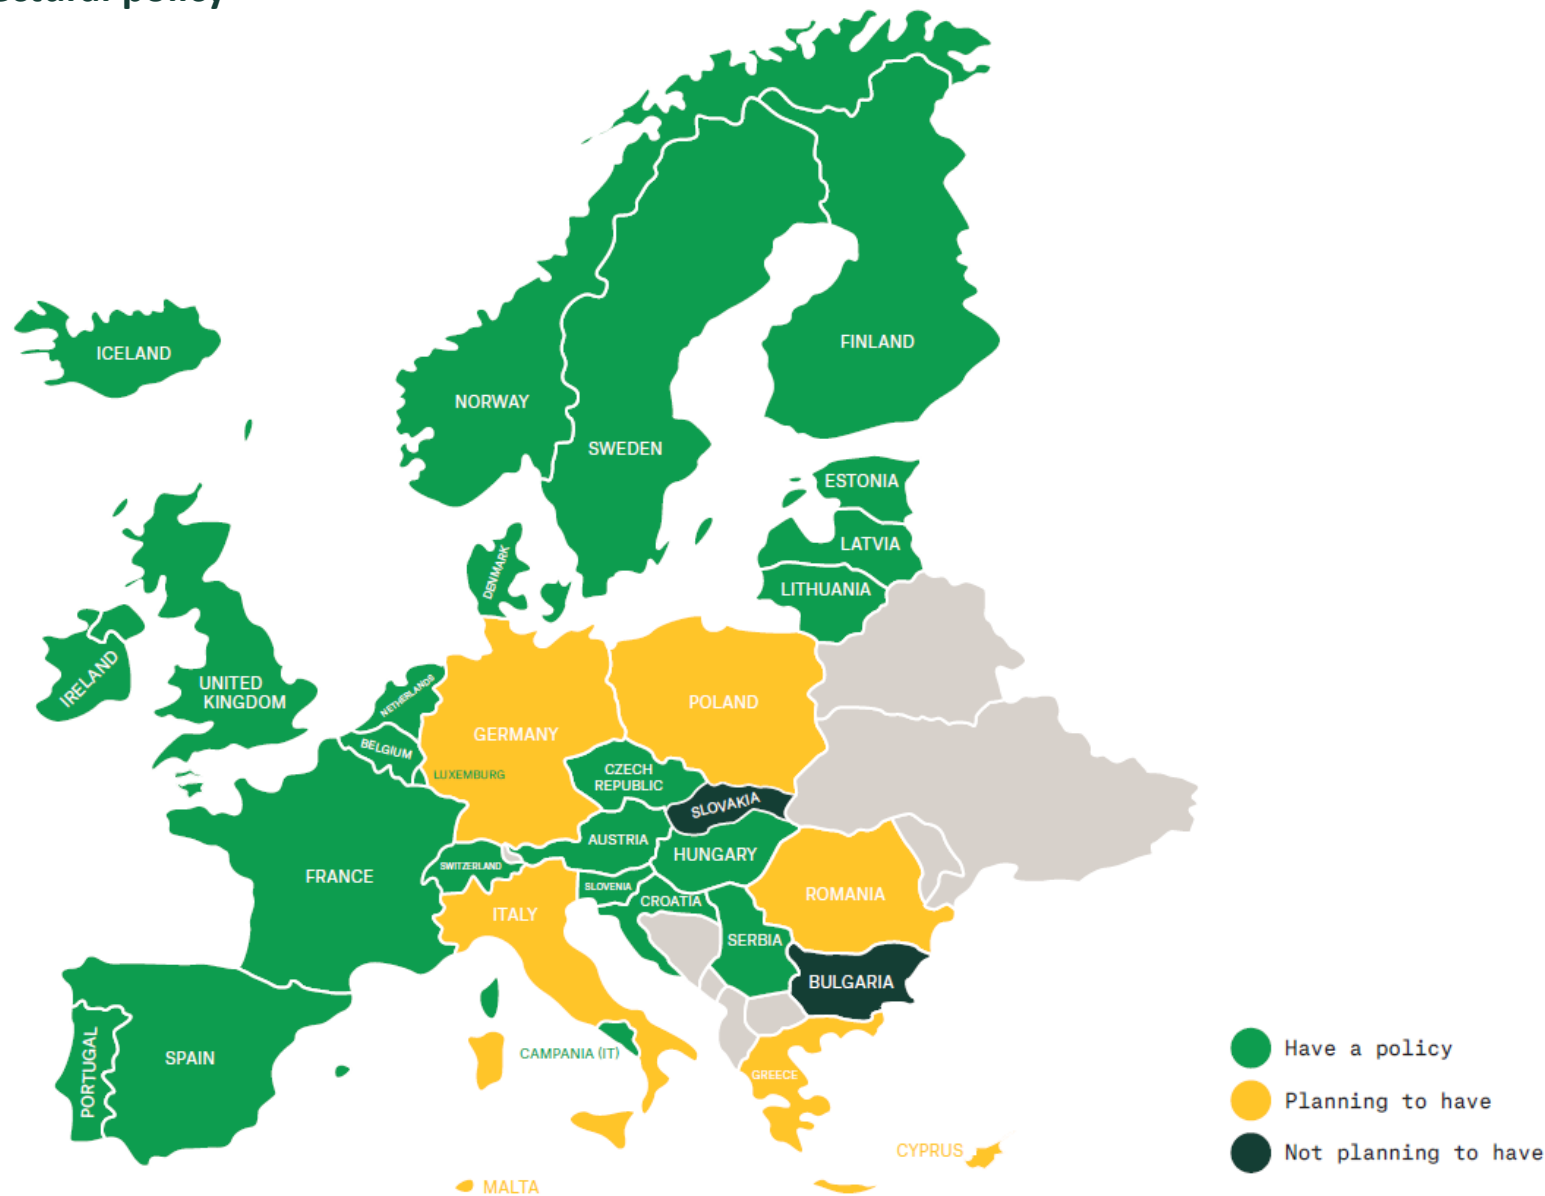 policy
ICELAND
FINLAND
NORWAY
SWEDEN
ESTONIA
LATVIA
LITHUANIA
DENMARK
IRELAND
UNITED
KINGDOM
NETHERLANDS
BELGIUM
LUXEMBURG
GERMANY
POLAND
CZECH
REPUBLIC
SLOVAKIA
AUSTRIA
HUNGARY
SWITZERLAND
FRANCE
SLOVENIA
CROATIA
ITALY
ROMANIA
SERBIA
BULGARIA
PORTUGAL
SPAIN
CAMPANIA (IT)
GREECE
CYPRUS
MALTA
Have a policy
Planning to have
Not planning to have